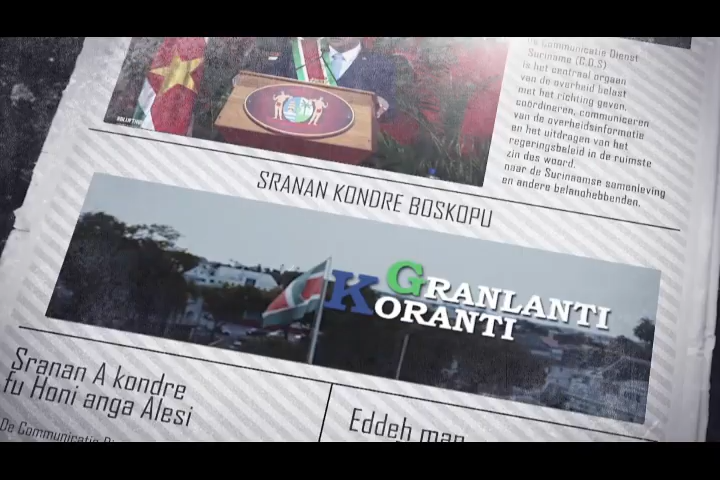 Communicatie Dienst
Suriname (C.D.S)
is het centraal orgaan
van de overheid belast
met het richting geven,
coördineren, communiceren
van de overheidsinformatie
en het uitdragen van het
regeringsbeleid in de ruimste
zin des woord.
naar de Surinaamse samenleving
en andere belanghebbenden.
SRANAN KONDRE BOSKOPU
GRANLANTI
KORANTI
Sranan A kondre
fu Honi anga Alesi
De Communicatie
Eddeh man